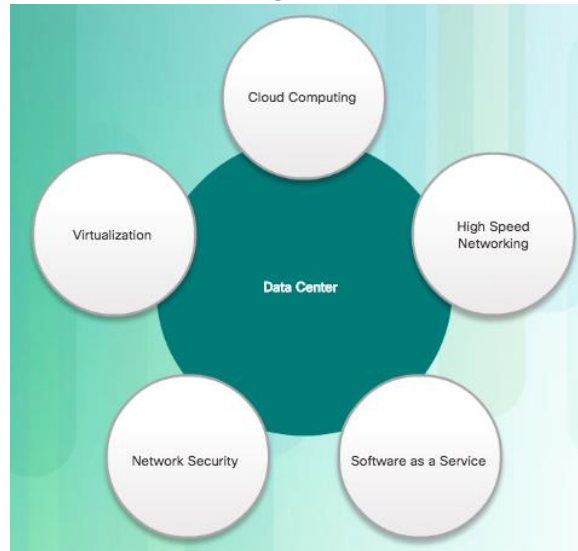 Cloud Computing
Virtualization
High Speed
Networking
Data Center
Network Security
Software as a Service